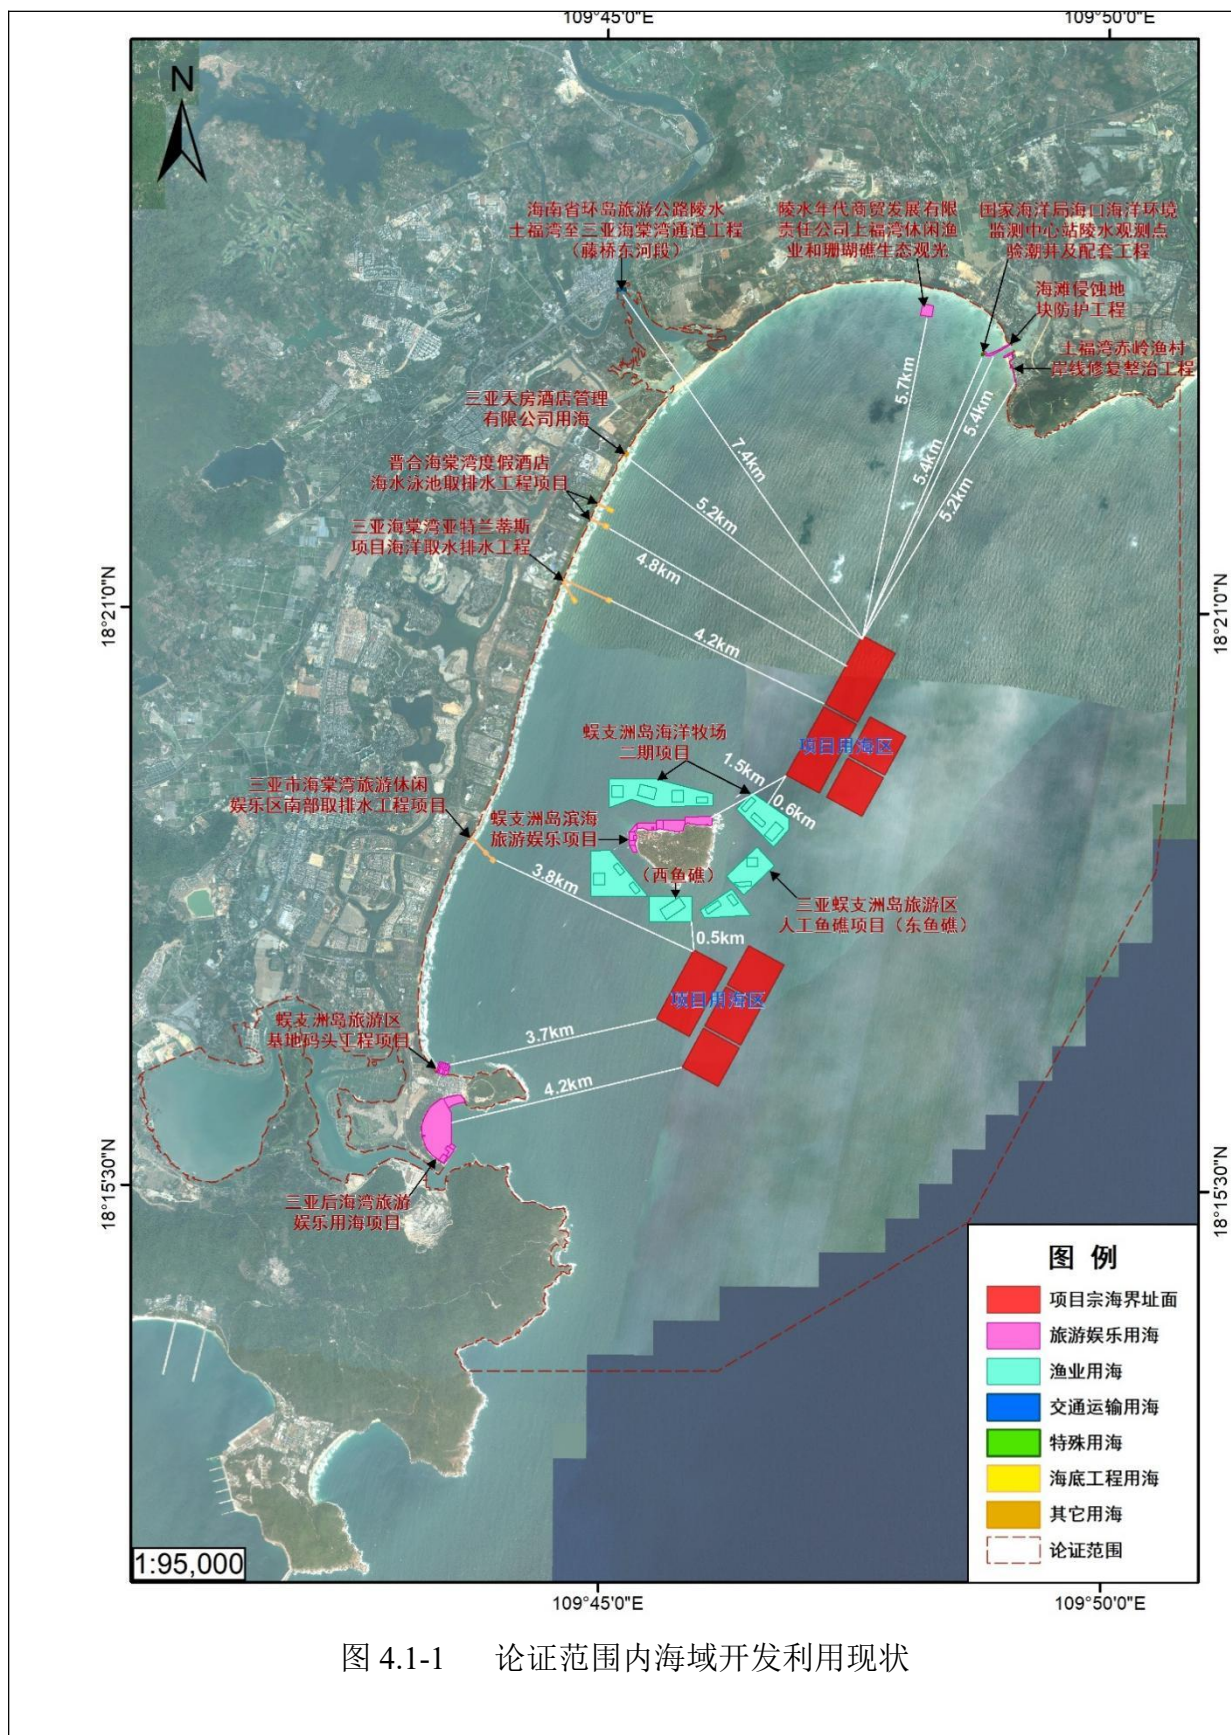 109°45'0"E
109°50'0"E
N
海南省环岛旅游公路陵水
土福湾至三亚海棠湾通道工程
（藤桥东河段）
陵水年代商贸发展有限
责任公司土福湾休闲渔
业和珊瑚礁生态观光
国家海洋局海口海洋环境
监测中心站陵水观测点
验潮井及配套工程
海滩侵蚀地
块防护工程
土福湾赤岭渔村
岸线修复整治工程
三亚天房酒店管理
有限公司用海
晋合海棠湾度假酒店
海水泳池取排水工程项目
三亚海棠湾亚特兰蒂斯
项目海洋取水排水工程
7.4km
5.7km
5.4km
5.4km
5.2km
5.2km
4.8km
4.2km
18°21'0"N
18°21'0"N
项目用海区
蜈支洲岛海洋牧场
二期项目
1.5km
0.6km
三亚市海棠湾旅游休闲
娱乐区南部取排水工程项目
蜈支洲岛滨海
旅游娱乐项目
（西鱼礁）
3.8km
三亚蜈支洲岛旅游区
人工鱼礁项目（东鱼礁）
0.5km
项目用海区
蜈支洲岛旅游区
基地码头工程项目
3.7km
4.2km
18°15'30"N
18°15'30"N
三亚后海湾旅游
娱乐用海项目
图 例
项目宗海界址面
旅游娱乐用海
渔业用海
交通运输用海
特殊用海
海底工程用海
其它用海
论证范围
1:95,000
109°45'0"E
109°50'0"E
图 4.1-1 论证范围内海域开发利用现状